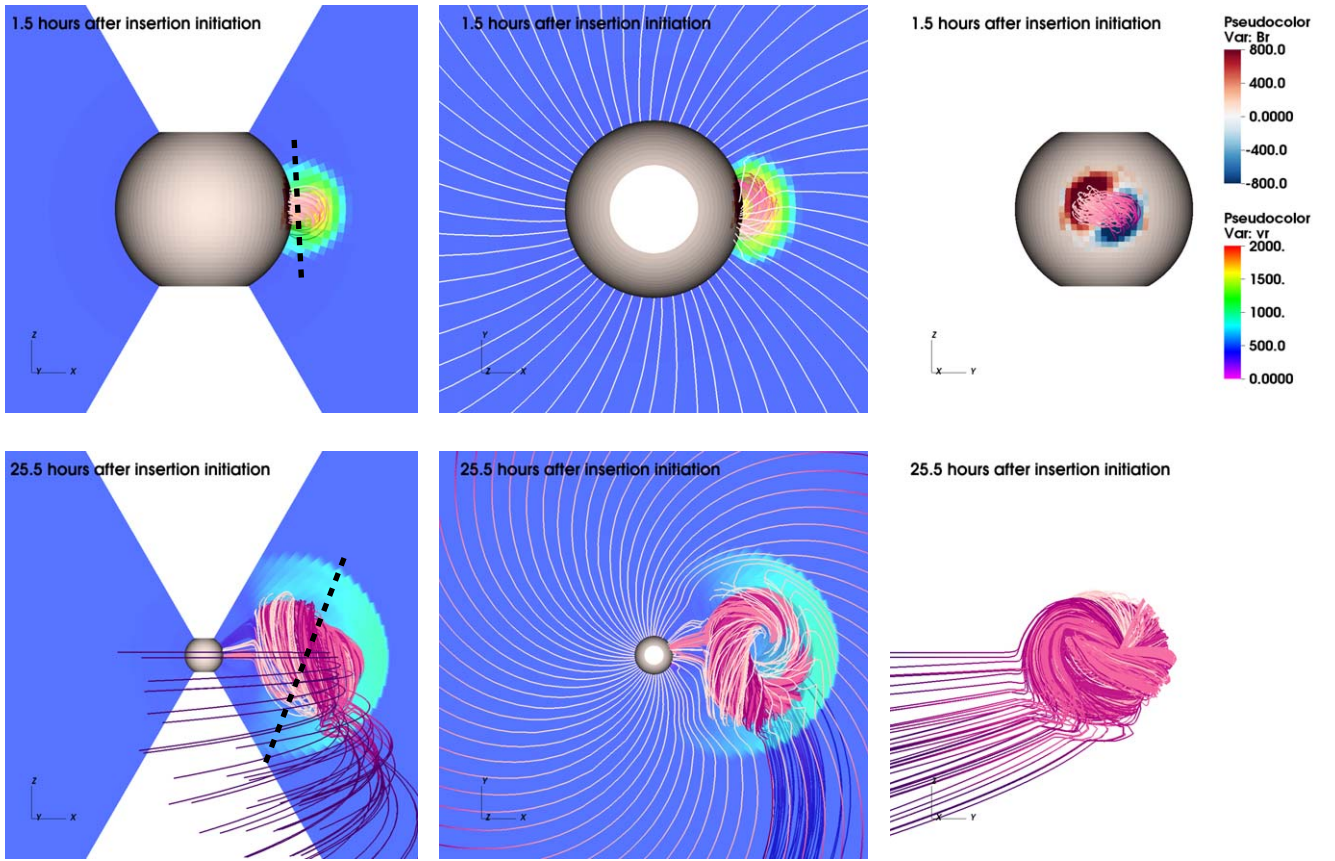 1.5 hours after insertion initiation
1.5 hours after insertion initiation
1.5 hours after insertion initiation
Pseudocolor
Var: Br
800.0
400.0
0.0000
-400.0
-800.0
Pseudocolor
Var: vr
2000.
1500.
1000.
500.0
0.0000
Z
Y X
Y
Z X
Z
X Y
25.5 hours after insertion initiation
25.5 hours after insertion initiation
25.5 hours after insertion initiation
Z
Y X
Y
Z X
Z
X Y